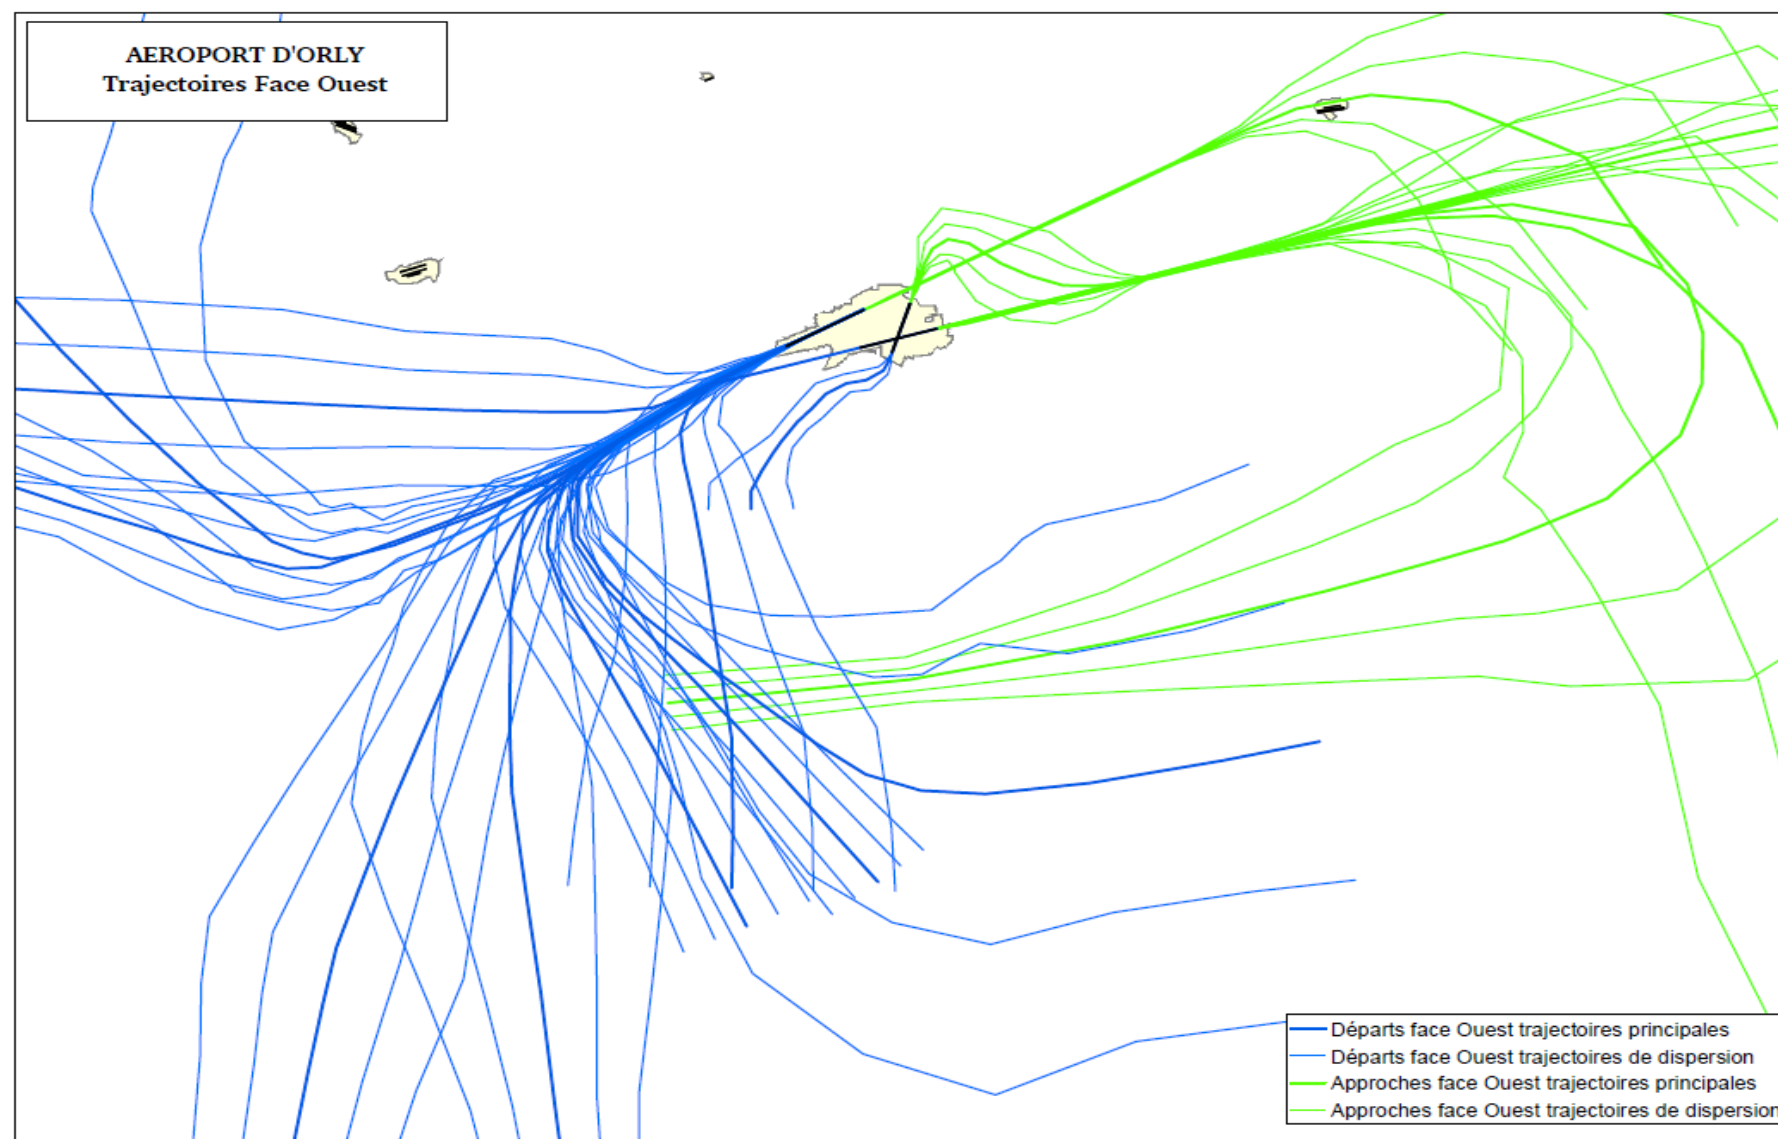 AEROPORT D'ORLY
Trajectoires Face Ouest
Départs face Ouest trajectoires principales
Départs face Ouest trajectoires de dispersion
Approches face Ouest trajectoires principales
Approches face Ouest trajectoires de dispersion